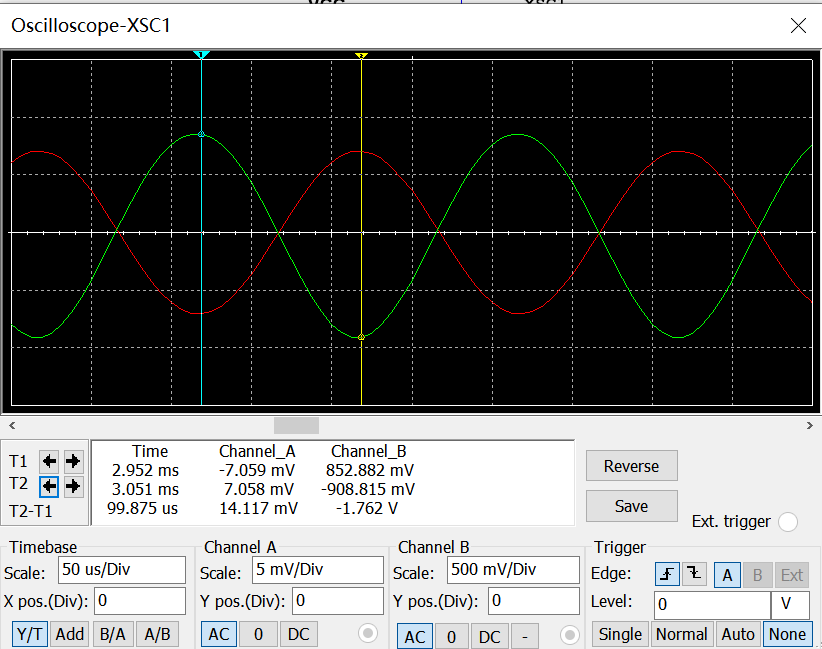 Oscilloscope-XSC1
Time Channel_A Channel_B
T1 2.952 ms -7.059 mV 852.882 mV
T2 3.051 ms 7.058 mV -908.815 mV
T2-T1 99.875 us 14.117 mV -1.762 V
Reverse
Save
Ext. trigger
Timebase Channel A Channel B Trigger
Scale: 50 us/Div Scale: 5 mV/Div Scale: 500 mV/Div Edge: A B Ext
X pos.(Div): 0 Y pos.(Div): 0 Y pos.(Div): 0 Level: 0 V
Y/T Add B/A A/B AC 0 DC AC 0 DC - Single Normal Auto None